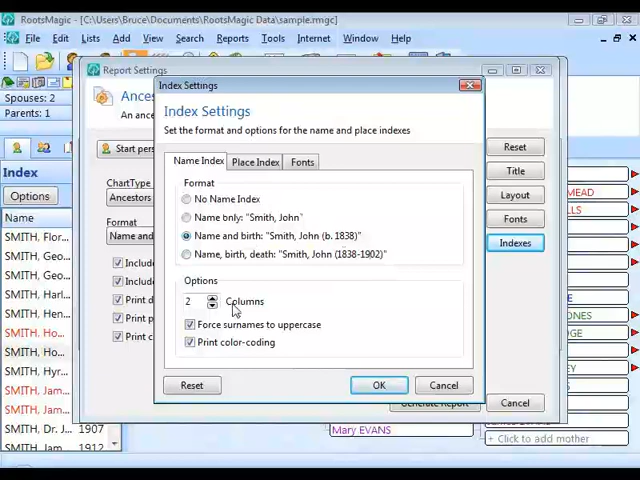 RootsMagic - [C:\Users\Bruce\Documents\RootsMagic Data\sample.rmgc]
File Edit Lists Add View Search Reports Tools Internet Window Help
Spouses: 2
Parents: 1
Index
Options
Name
SMITH, Flor...
SMITH, Geo...
SMITH, Geo...
SMITH, Har...
SMITH, Har...
SMITH, Ho...
SMITH, Ho...
SMITH, Hyr...
SMITH, Jam...
SMITH, Jam...
SMITH, Dr. J... 1907
SMITH, Jam... 1912
Report Settings
Start pers
ChartType
Ancestors
Format
Name and
Include
Include
Print d
Print p
Print c
Reset
Title
Layout
Fonts
Indexes
Generate Report
Cancel
Index Settings
Index Settings
Set the format and options for the name and place indexes
Name Index Place Index Fonts
Format
No Name Index
Name only: "Smith, John"
Name and birth: "Smith, John (b. 1838)"
Name, birth, death: "Smith, John (1838-1902)"
Options
2 Columns
Force surnames to uppercase
Print color-coding
Reset
OK
Cancel
MEAD
Mary EVANS
+ Click to add mother